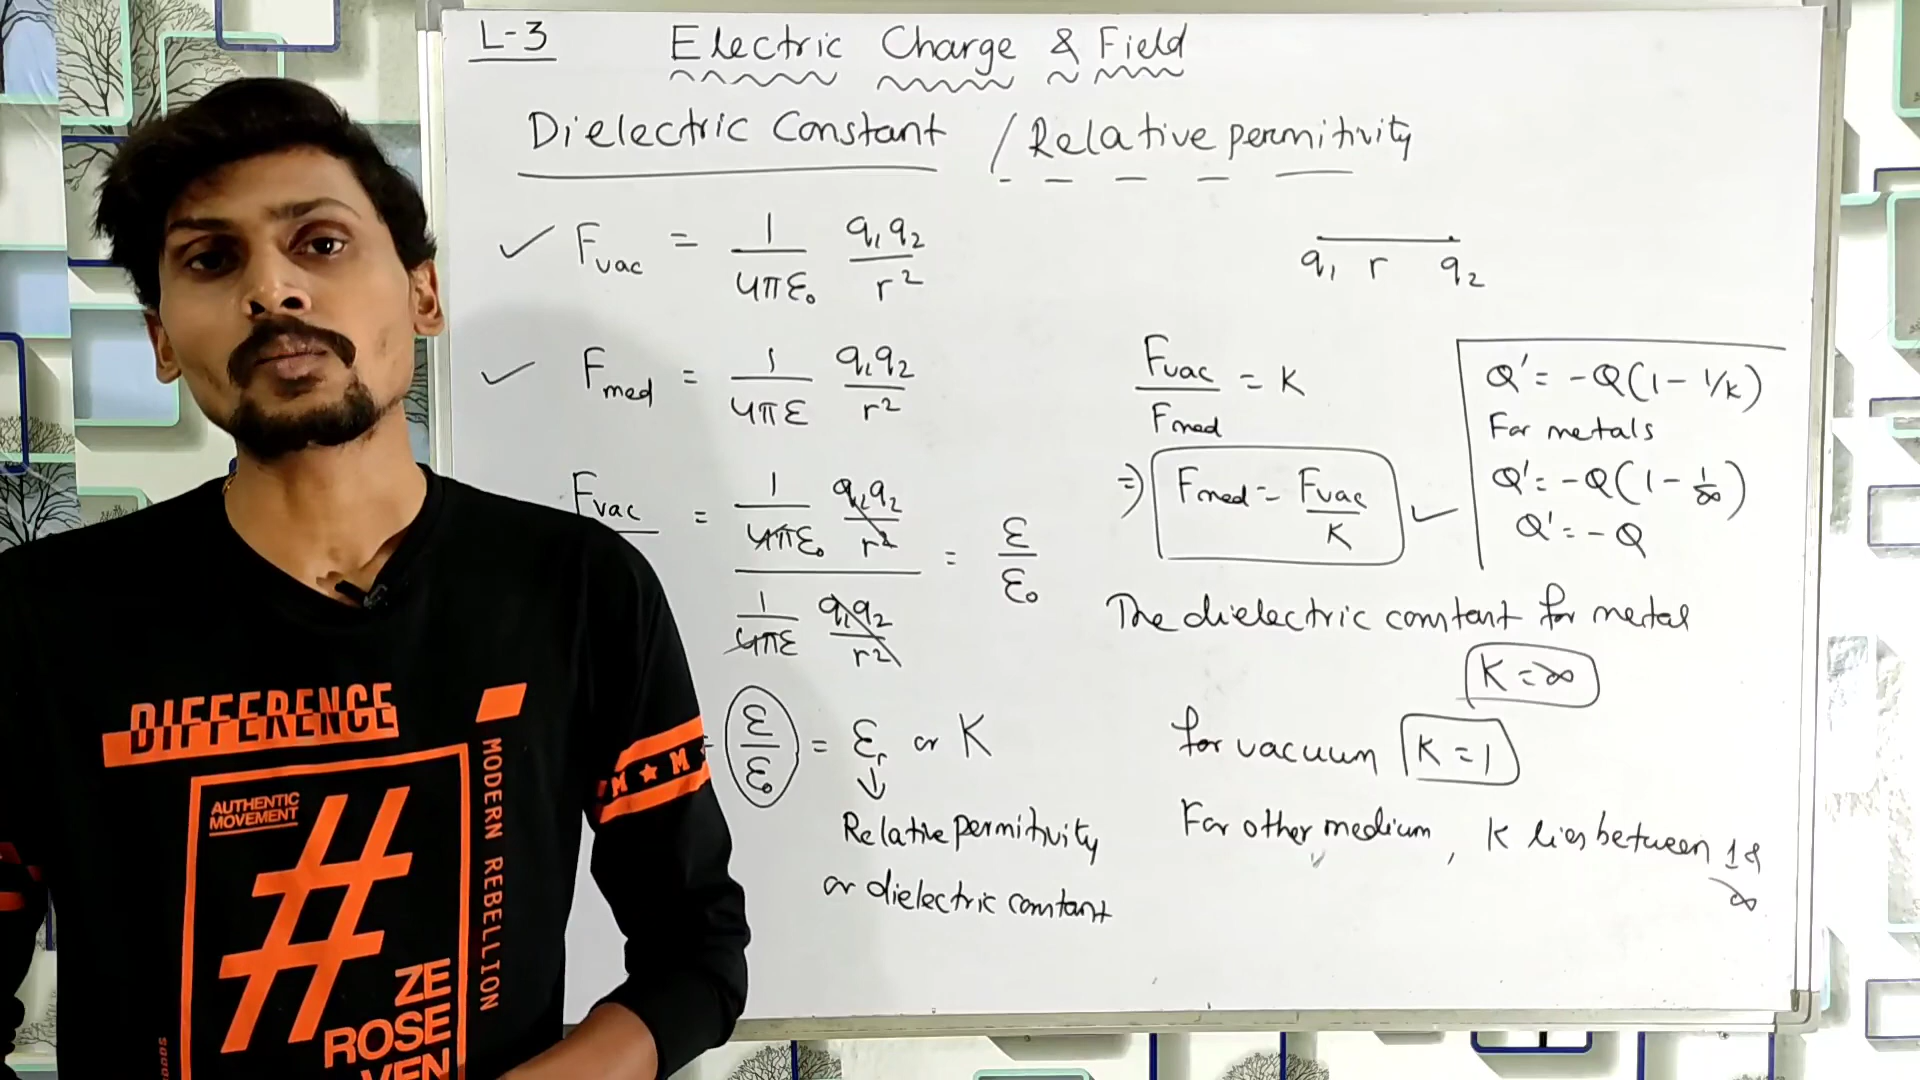 L-3 Electric Charge & Field
Dielectric Constant / Relative permitivity
✓ Fvac = 1/4πε₀ q₁q₂/r²
q₁ r q₂
✓ Fmed = 1/4πε q₁q₂/r²
Fvac = 1/4πε₀ q₁q₂/r² / 1/4πε q₁q₂/r² = ε/ε₀
= ε/ε₀ = εr or K
↓
Relative permitivity
or dielectric constant
Fvac/Fmed = K
⇒ Fmed = Fvac/K ✓
Q' = -Q(1 - 1/K)
For metals
Q' = -Q(1 - 1/∞)
Q' = -Q
The dielectric constant for metal
K = ∞
for vacuum K = 1
For other medium, K lies between 1 &
∞
DIFFERENCE
AUTHENTIC
MOVEMENT
#
MODERN REBELLION
M ★ M
ZE
ROSE
VEN